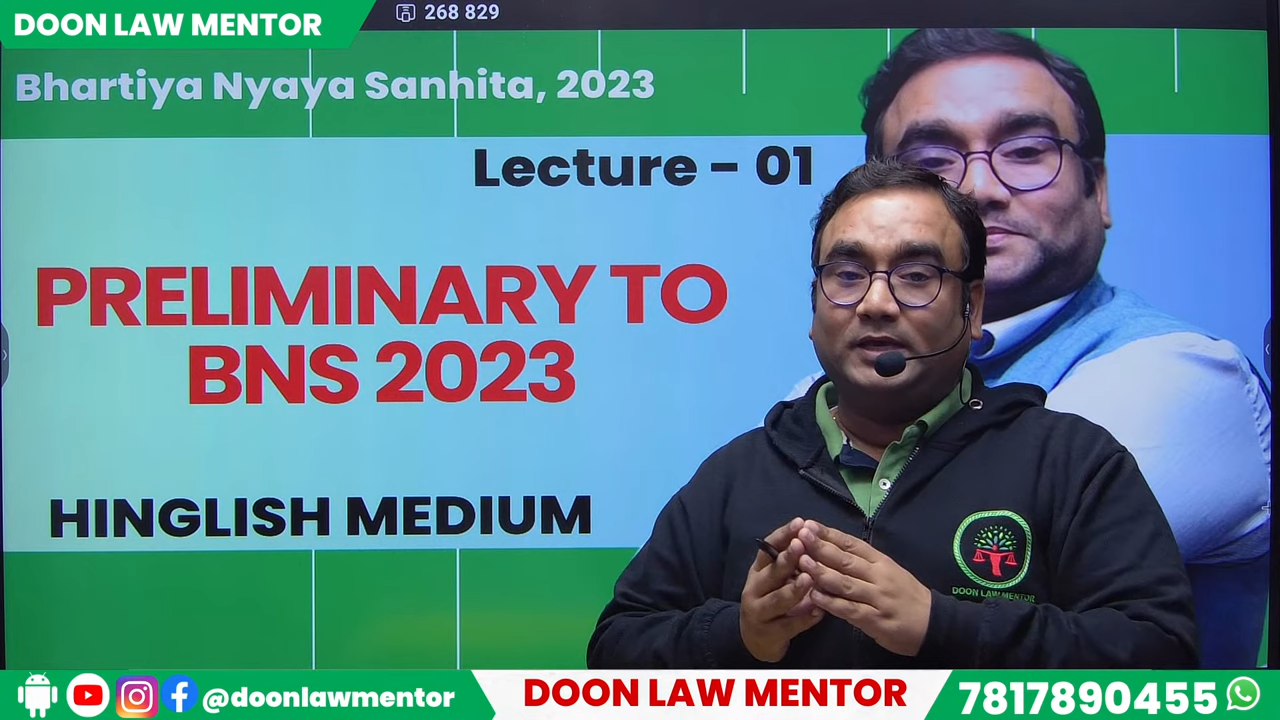 DOON LAW MENTOR
268 829
Bhartiya Nyaya Sanhita, 2023
Lecture - 01
PRELIMINARY TO
BNS 2023
HINGLISH MEDIUM
DOON LAW MENTOR
@doonlawmentor
DOON LAW MENTOR
7817890455